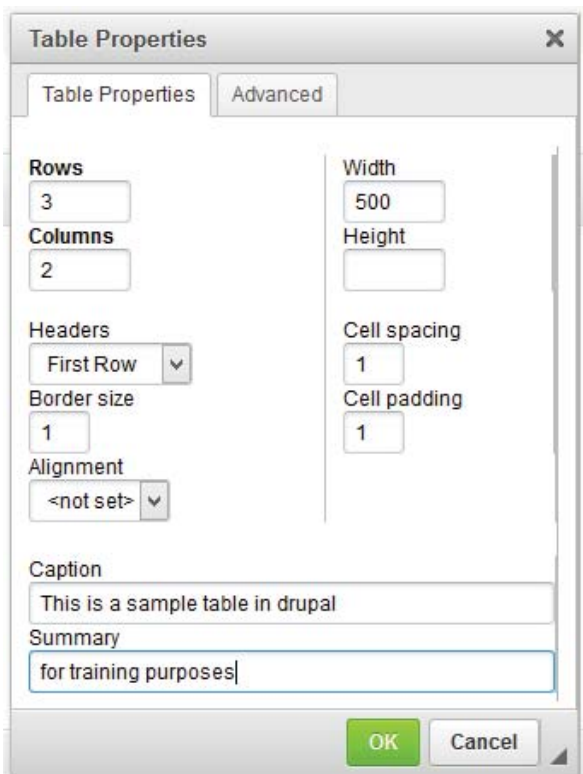 Table Properties
Table Properties Advanced
Rows
3
Columns
2
Width
500
Height
Headers
First Row
Border size
1
Alignment
<not set>
Cell spacing
1
Cell padding
1
Caption
This is a sample table in drupal
Summary
for training purposes
OK Cancel